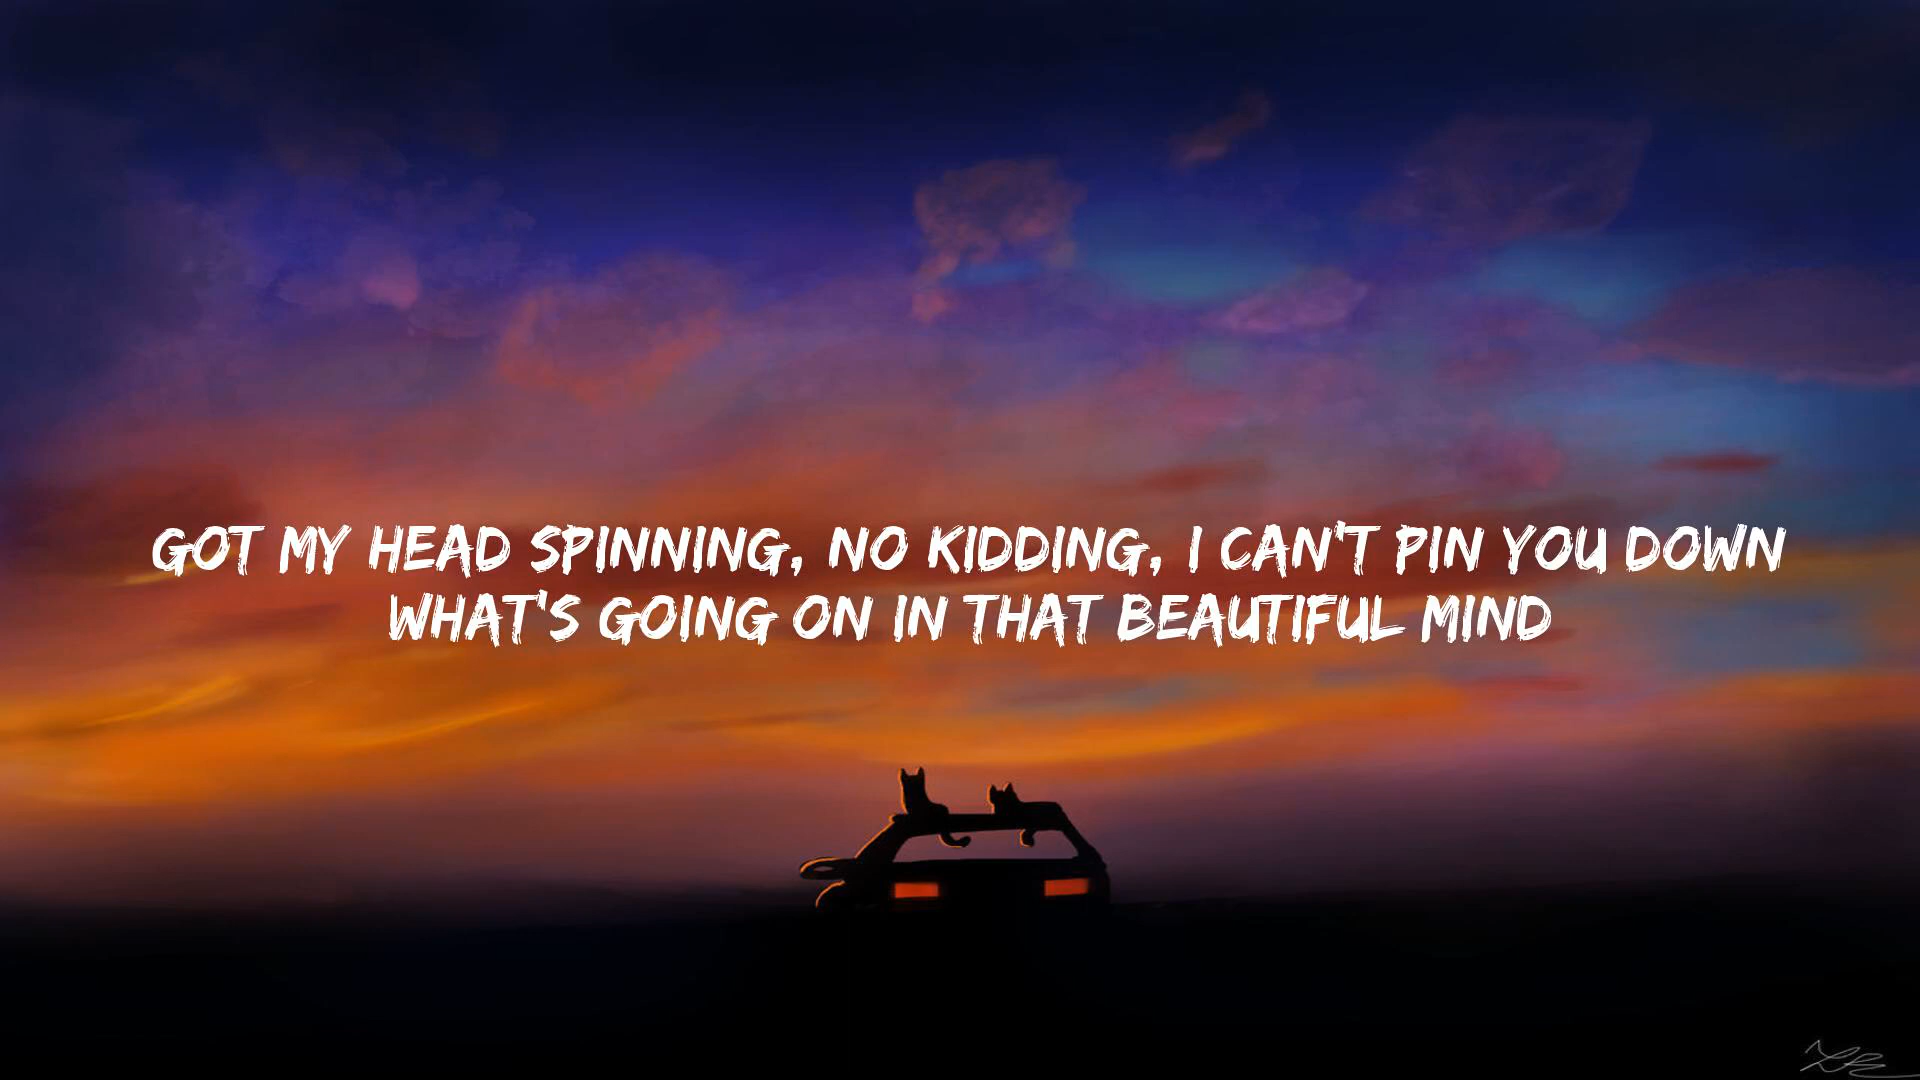 GOT MY HEAD SPINNING, NO KIDDING, I CAN'T PIN YOU DOWN
WHAT'S GOING ON IN THAT BEAUTIFUL MIND